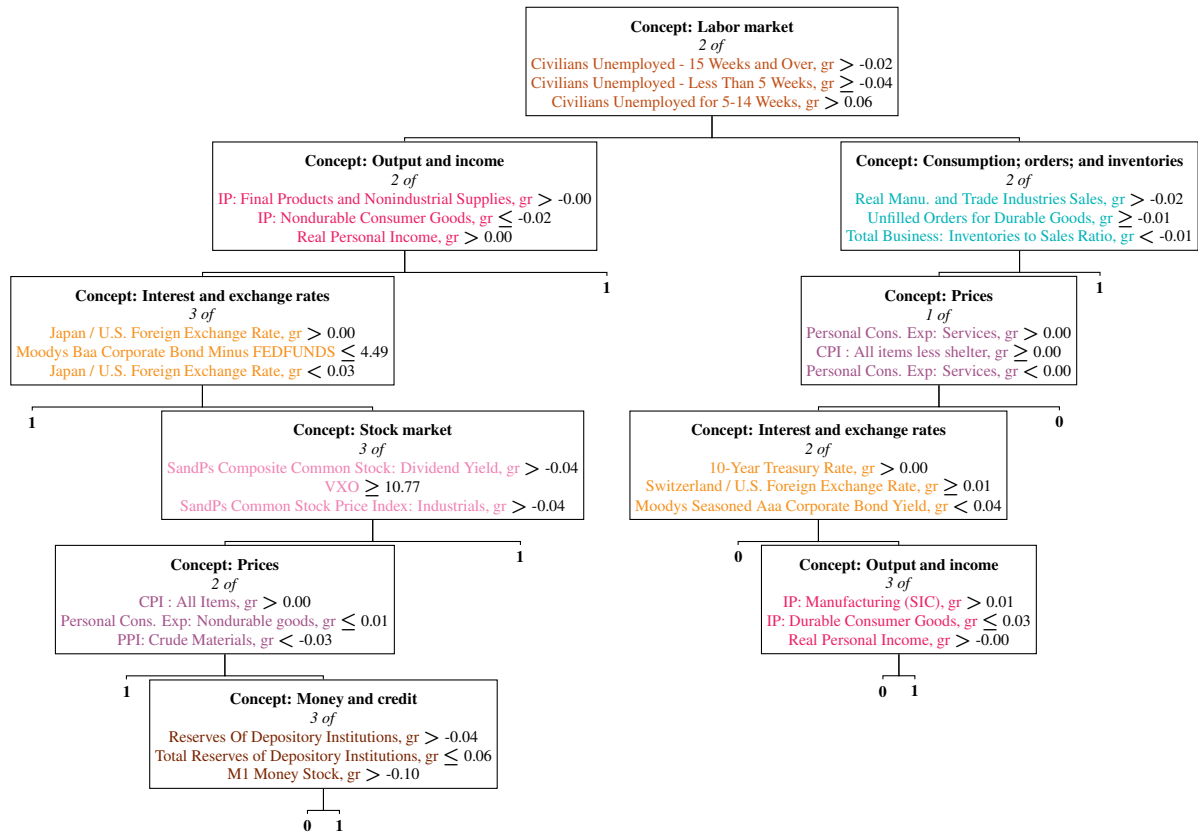 Concept: Labor market
2 of
Civilians Unemployed - 15 Weeks and Over, gr > -0.02
Civilians Unemployed - Less Than 5 Weeks, gr ≥ -0.04
Civilians Unemployed for 5-14 Weeks, gr > 0.06
Concept: Output and income
2 of
IP: Final Products and Nonindustrial Supplies, gr > -0.00
IP: Nondurable Consumer Goods, gr ≤ -0.02
Real Personal Income, gr > 0.00
Concept: Consumption; orders; and inventories
2 of
Real Manu. and Trade Industries Sales, gr > -0.02
Unfilled Orders for Durable Goods, gr ≥ -0.01
Total Business: Inventories to Sales Ratio, gr < -0.01
Concept: Interest and exchange rates
3 of
Japan / U.S. Foreign Exchange Rate, gr > 0.00
Moodys Baa Corporate Bond Minus FEDFUNDS ≤ 4.49
Japan / U.S. Foreign Exchange Rate, gr < 0.03
1
Concept: Prices
1 of
Personal Cons. Exp: Services, gr > 0.00
CPI : All items less shelter, gr ≥ 0.00
Personal Cons. Exp: Services, gr < 0.00
1
1
Concept: Stock market
3 of
SandPs Composite Common Stock: Dividend Yield, gr > -0.04
VXO ≥ 10.77
SandPs Common Stock Price Index: Industrials, gr > -0.04
Concept: Interest and exchange rates
2 of
10-Year Treasury Rate, gr > 0.00
Switzerland / U.S. Foreign Exchange Rate, gr ≥ 0.01
Moodys Seasoned Aaa Corporate Bond Yield, gr < 0.04
0
Concept: Prices
2 of
CPI : All Items, gr > 0.00
Personal Cons. Exp: Nondurable goods, gr ≤ 0.01
PPI: Crude Materials, gr < -0.03
1
0
Concept: Output and income
3 of
IP: Manufacturing (SIC), gr > 0.01
IP: Durable Consumer Goods, gr ≤ 0.03
Real Personal Income, gr > -0.00
1
Concept: Money and credit
3 of
Reserves Of Depository Institutions, gr > -0.04
Total Reserves of Depository Institutions, gr ≤ 0.06
M1 Money Stock, gr > -0.10
0 1
0 1